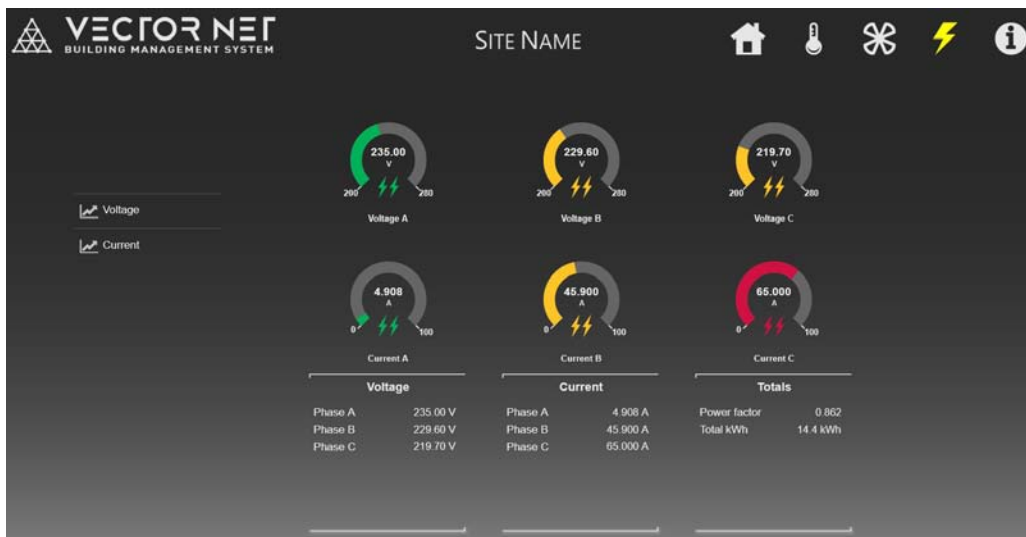 VECTOR NET
BUILDING MANAGEMENT SYSTEM
SITE NAME
i
Voltage
Current
235.00
V
200 280
Voltage A
229.60
V
200 280
Voltage B
219.70
V
200 280
Voltage C
4.908
A
0 100
Current A
45.900
A
0 100
Current B
65.000
A
0 100
Current C
Voltage
Phase A 235.00 V
Phase B 229.60 V
Phase C 219.70 V
Current
Phase A 4.908 A
Phase B 45.900 A
Phase C 65.000 A
Totals
Power factor 0.862
Total kWh 14.4 kWh